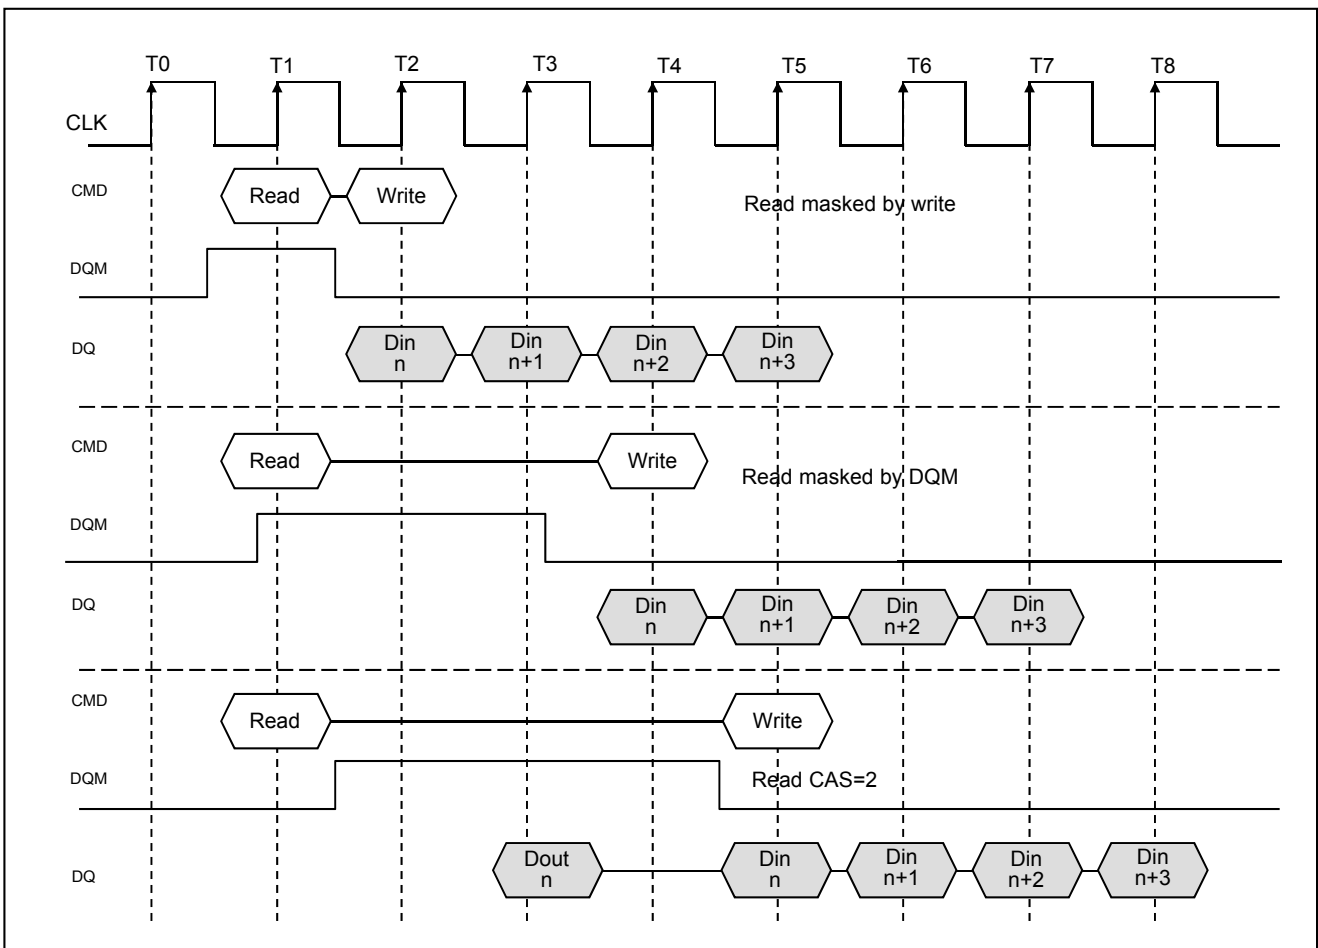 T0 T1 T2 T3 T4 T5 T6 T7 T8
CLK
CMD Read Write Read masked by write
DQM
DQ
Din n
Din n+1
Din n+2
Din n+3
CMD Read Write
Read masked by DQM
DQM
DQ
Din n
Din n+1
Din n+2
Din n+3
CMD
Read Write
DQM Read CAS=2
DQ
Dout n
Din n
Din n+1
Din n+2
Din n+3